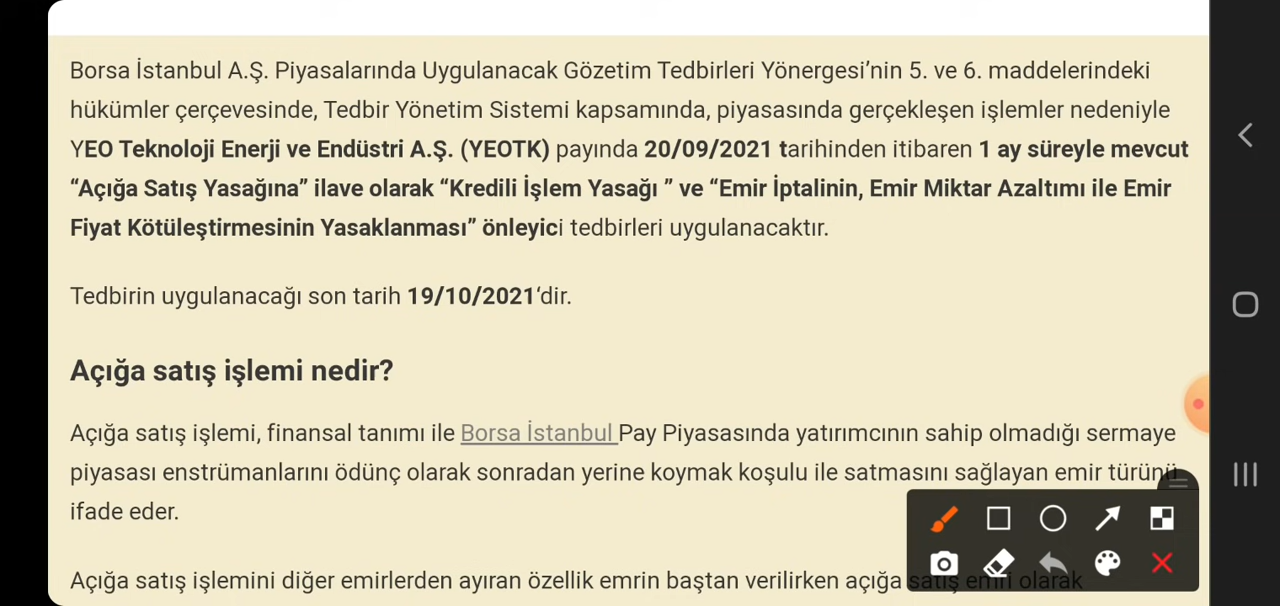 Borsa İstanbul A.Ş. Piyasalarında Uygulanacak Gözetim Tedbirleri Yönergesi’nin 5. ve 6. maddelerindeki
hükümler çerçevesinde, Tedbir Yönetim Sistemi kapsamında, piyasasında gerçekleşen işlemler nedeniyle
YEO Teknoloji Enerji ve Endüstri A.Ş. (YEOTK) payında 20/09/2021 tarihinden itibaren 1 ay süreyle mevcut
“Açığa Satış Yasağına” ilave olarak “Kredili İşlem Yasağı ” ve “Emir İptalinin, Emir Miktar Azaltımı ile Emir
Fiyat Kötüleştirmesinin Yasaklanması” önleyici tedbirleri uygulanacaktır.
Tedbirin uygulanacağı son tarih 19/10/2021‘dir.
Açığa satış işlemi nedir?
Açığa satış işlemi, finansal tanımı ile Borsa İstanbul Pay Piyasasında yatırımcının sahip olmadığı sermaye
piyasası enstrümanlarını ödünç olarak sonradan yerine koymak koşulu ile satmasını sağlayan emir türünü
ifade eder.
Açığa satış işlemini diğer emirlerden ayıran özellik emrin baştan verilirken açığa satış emri olarak